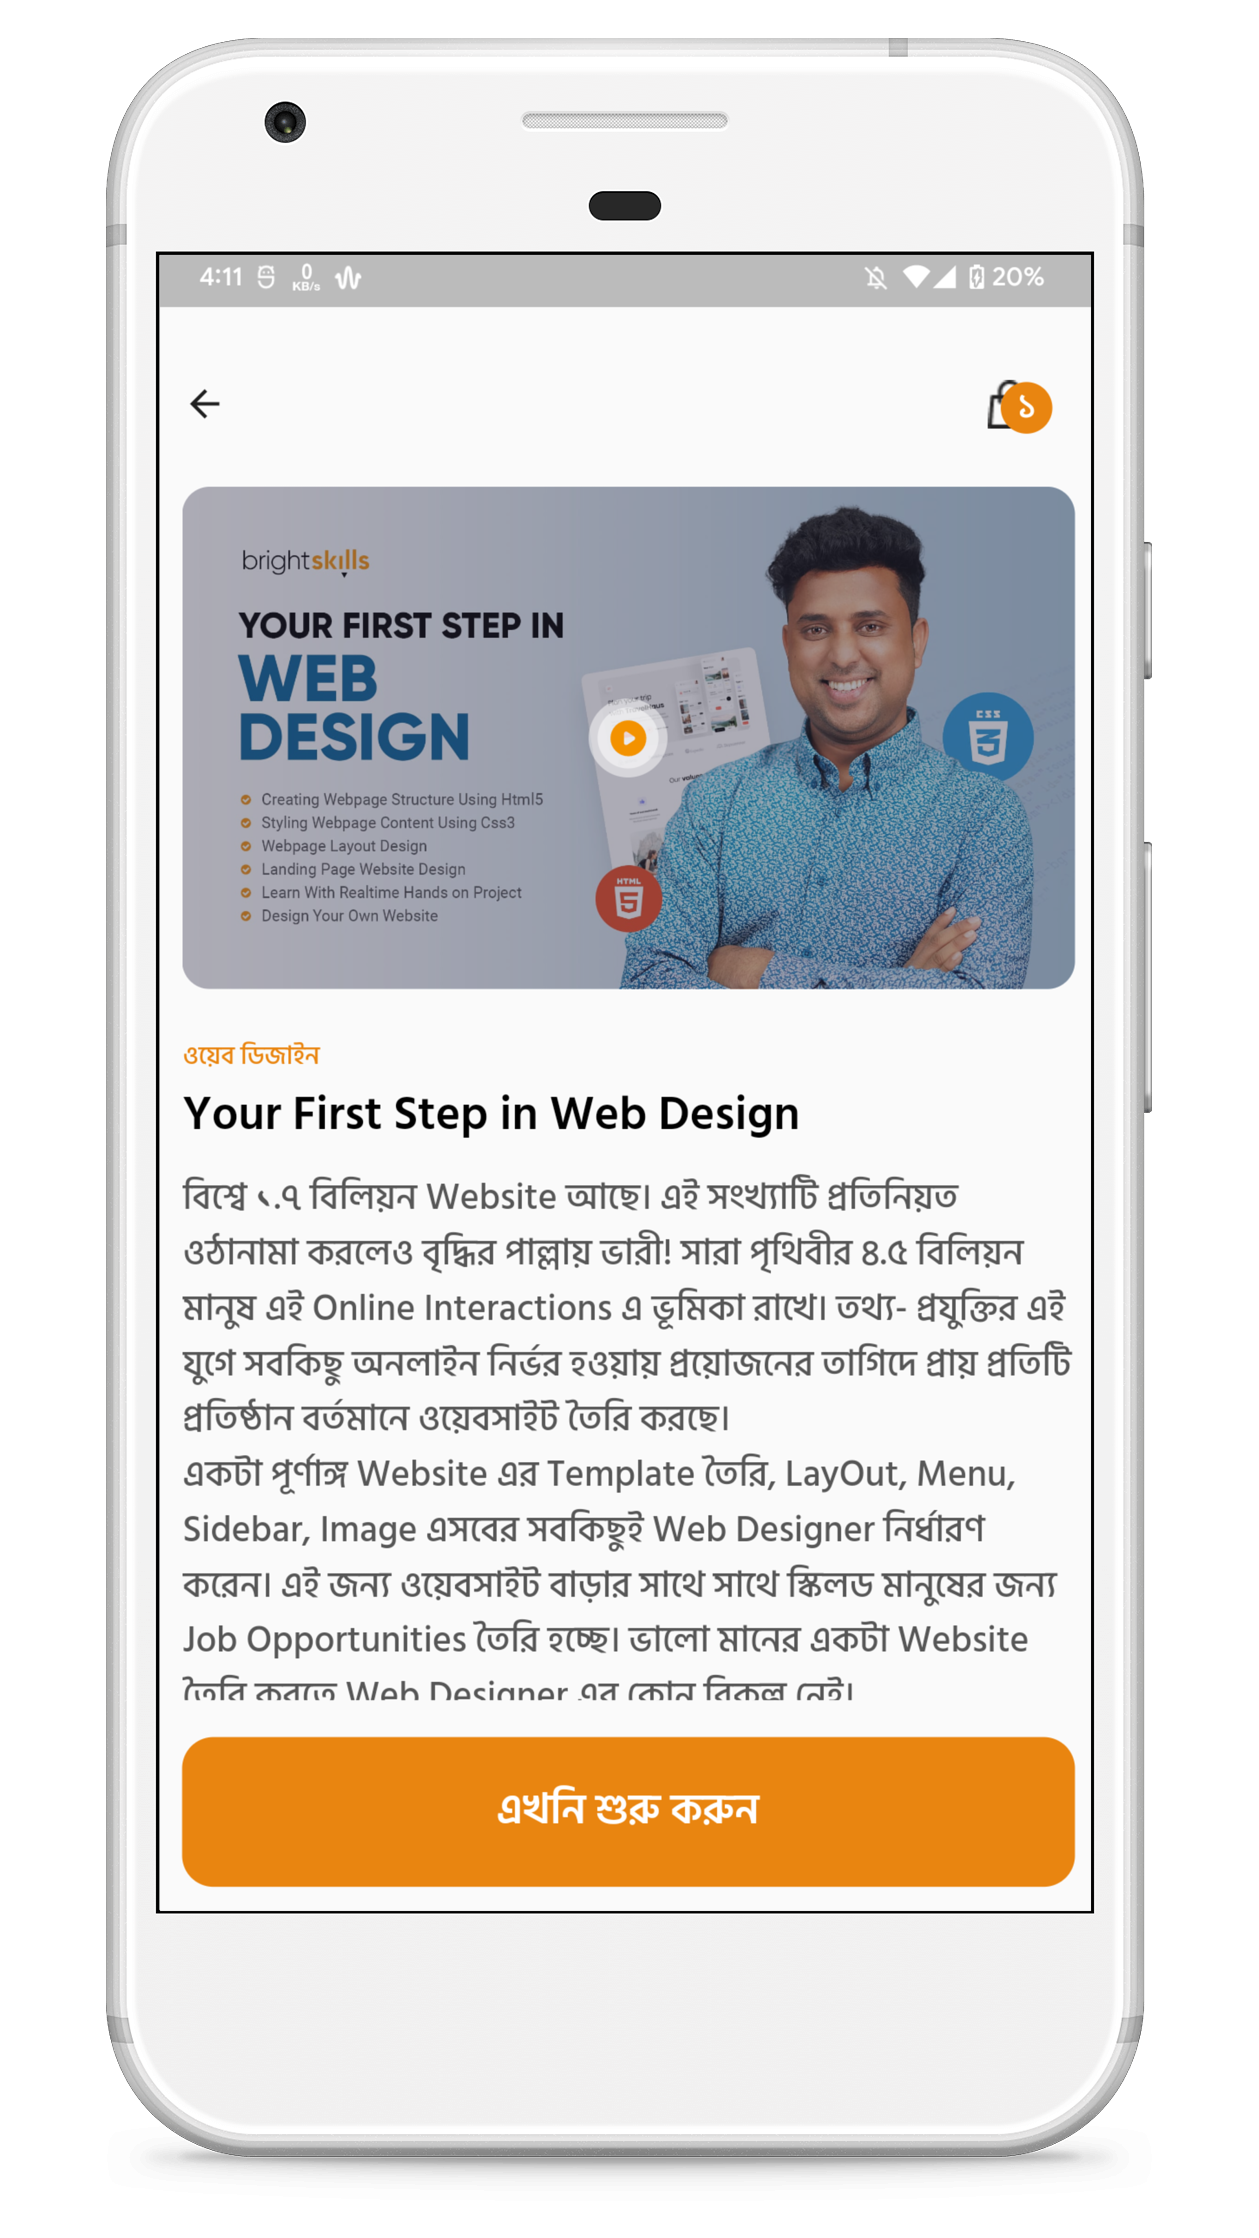 4:11 0 KB/s 20%
১
brightskills
YOUR FIRST STEP IN
WEB
DESIGN
Creating Webpage Structure Using Html5
Styling Webpage Content Using Css3
Webpage Layout Design
Landing Page Website Design
Learn With Realtime Hands on Project
Design Your Own Website
your trip
Our
CSS
3
HTML
5
ওয়েব ডিজাইন
Your First Step in Web Design
বিশ্বে ১.৭ বিলিয়ন Website আছে। এই সংখ্যাটি প্রতিনিয়ত
ওঠানামা করলেও বৃদ্ধির পাল্লায় ভারী! সারা পৃথিবীর ৪.৫ বিলিয়ন
মানুষ এই Online Interactions এ ভূমিকা রাখে। তথ্য- প্রযুক্তির এই
যুগে সবকিছু অনলাইন নির্ভর হওয়ায় প্রয়োজনের তাগিদে প্রায় প্রতিটি
প্রতিষ্ঠান বর্তমানে ওয়েবসাইট তৈরি করছে।
একটা পূর্ণাঙ্গ Website এর Template তৈরি, LayOut, Menu,
Sidebar, Image এসবের সবকিছুই Web Designer নির্ধারণ
করেন। এই জন্য ওয়েবসাইট বাড়ার সাথে সাথে স্কিলড মানুষের জন্য
Job Opportunities তৈরি হচ্ছে। ভালো মানের একটা Website
তৈরি করতে Web Designer এর কোন বিকল্প নেই।
এখনি শুরু করুন